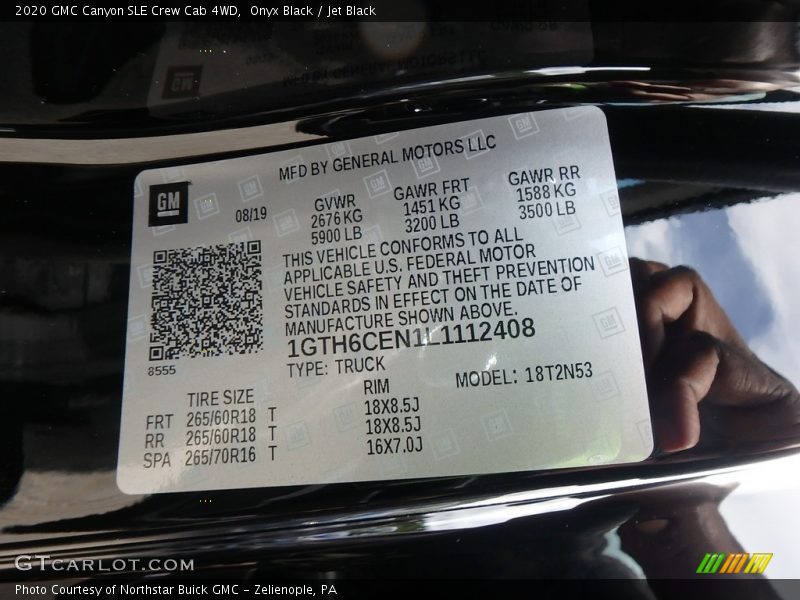 2020 GMC Canyon SLE Crew Cab 4WD,  Onyx Black / Jet Black
MFD BY GENERAL MOTORS LLC
GM
08/19
GVWR GAWR FRT GAWR RR
2676 KG 1451 KG 1588 KG
5900 LB 3200 LB 3500 LB
THIS VEHICLE CONFORMS TO ALL
APPLICABLE U.S. FEDERAL MOTOR
VEHICLE SAFETY AND THEFT PREVENTION
STANDARDS IN EFFECT ON THE DATE OF
MANUFACTURE SHOWN ABOVE.
1GTH6CEN1L1112408
8555
TYPE: TRUCK
MODEL: 18T2N53
TIRE SIZE RIM
FRT 265/60R18 T 18X8.5J
RR 265/60R18 T 18X8.5J
SPA 265/70R16 T 16X7.0J
GTCARLOT.COM
Photo Courtesy of Northstar Buick GMC – Zelienople, PA